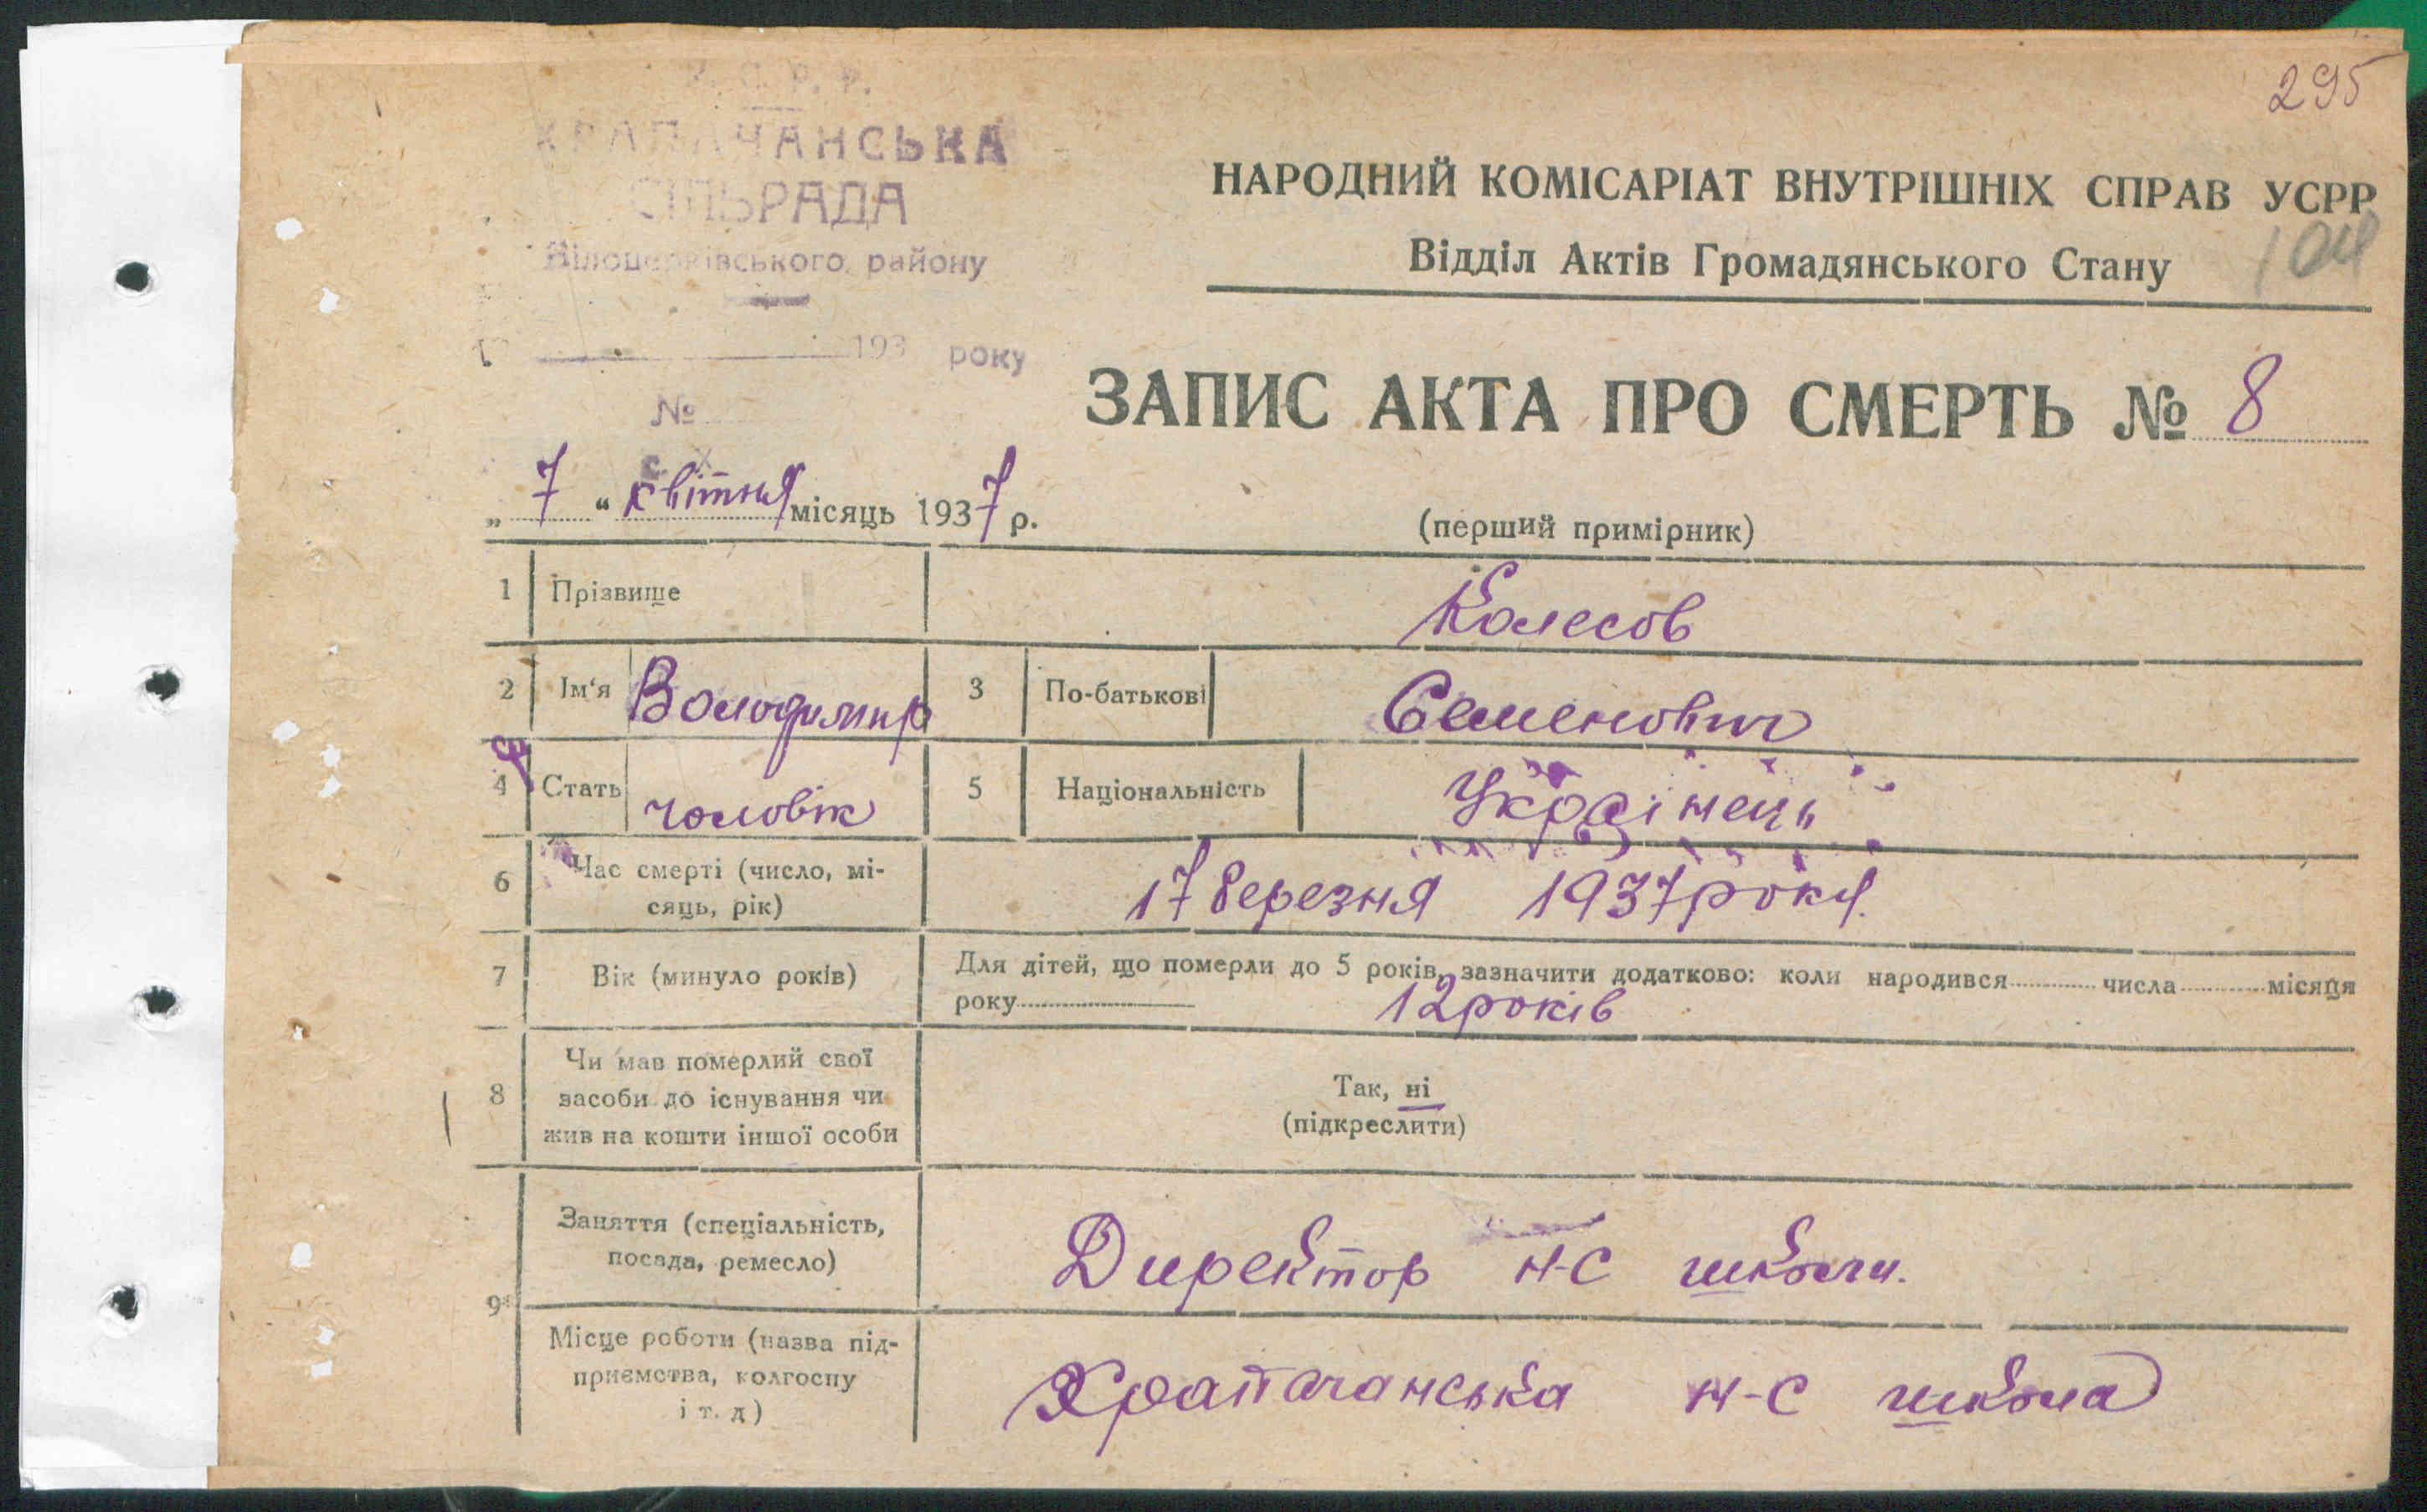 295
У. С. Р. Р.
ХРАПАЧАНСЬКА
СІЛЬРАДА
Білоцерківського району
193 року
№
НАРОДНИЙ КОМІСАРІАТ ВНУТРІШНІХ СПРАВ УСРР
Відділ Актів Громадянського Стану
104
ЗАПИС АКТА ПРО СМЕРТЬ № 8
„ 7 “ квітня місяць 1937 р.
(перший примірник)
1 Прізвище Колесов
2 Ім‘я Володимир 3 По-батькові Семенович
4 Стать чоловік 5 Національність Українець
6 Час смерті (число, мі-
сяць, рік) 17 березня 1937 року.
7 Вік (минуло років) Для дітей, що померли до 5 років, зазначити додатково: коли народився числа місяця
року 12 років
8 Чи мав померлий свої
засоби до існування чи
жив на кошти іншої особи
Так, ні
(підкреслити)
9 Заняття (спеціальність,
посада, ремесло) Директор н-с школи.
Місце роботи (назва під-
приємства, колгоспу
і т. д) Храпачанська н-с школа